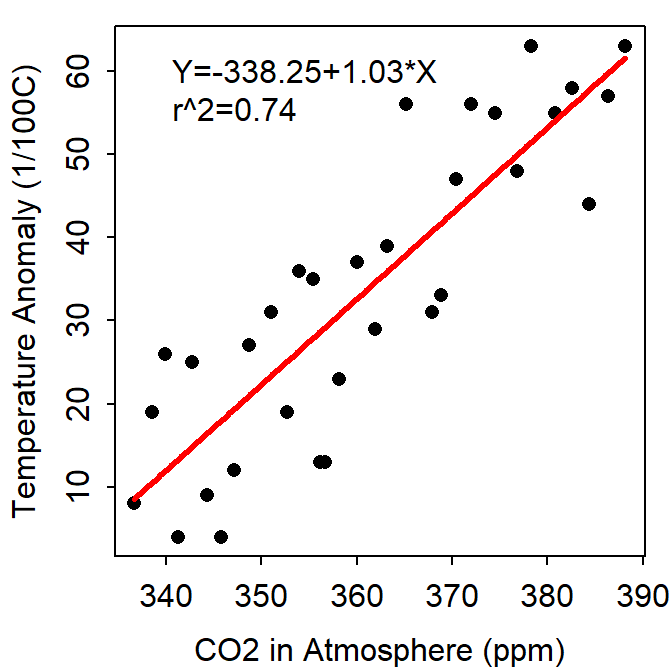 Y=-338.25+1.03*X
r^2=0.74
Temperature Anomaly (1/100C)
60
50
40
30
20
10
340 350 360 370 380 390
CO2 in Atmosphere (ppm)